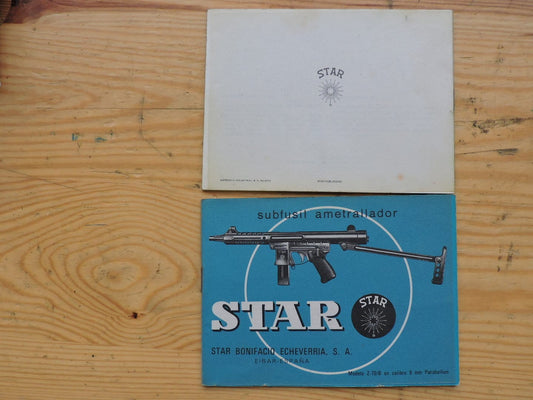 STAR
subfusil ametrallador
STAR
STAR
STAR BONIFACIO ECHEVERRIA, S. A.
EIBAR-ESPAÑA
Modelo Z-70/B en calibre 9 mm Parabellum